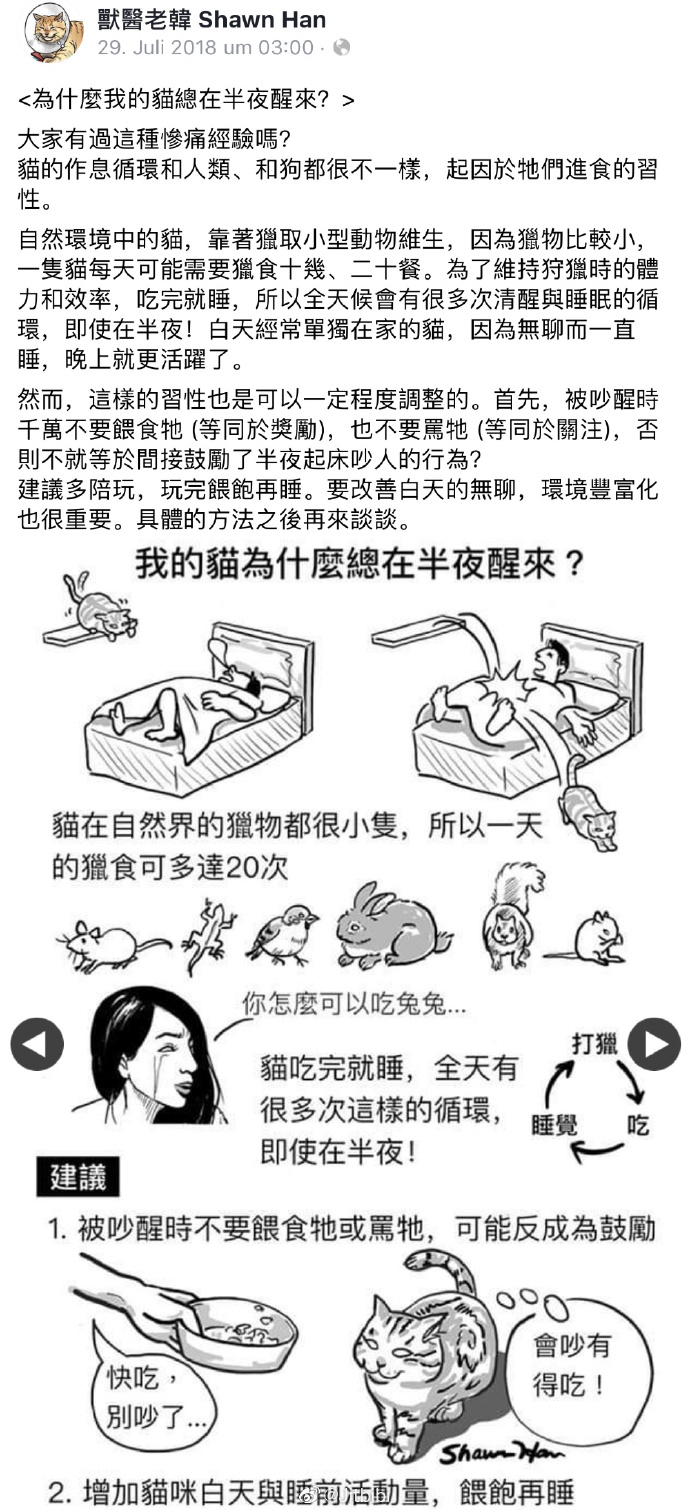 獸醫老韓 Shawn Han
29. Juli 2018 um 03:00 ·
<為什麼我的貓總在半夜醒來？>
大家有過這種慘痛經驗嗎?
貓的作息循環和人類、和狗都很不一樣，起因於牠們進食的習
性。
自然環境中的貓，靠著獵取小型動物維生，因為獵物比較小，
一隻貓每天可能需要獵食十幾、二十餐。為了維持狩獵時的體
力和效率，吃完就睡，所以全天候會有很多次清醒與睡眠的循
環，即使在半夜！白天經常單獨在家的貓，因為無聊而一直
睡，晚上就更活躍了。
然而，這樣的習性也是可以一定程度調整的。首先，被吵醒時
千萬不要餵食牠 (等同於獎勵)，也不要罵牠 (等同於關注)，否
則不就等於間接鼓勵了半夜起床吵人的行為?
建議多陪玩，玩完餵飽再睡。要改善白天的無聊，環境豐富化
也很重要。具體的方法之後再來談談。
我的貓為什麼總在半夜醒來？
貓在自然界的獵物都很小隻，所以一天
的獵食可多達20次
你怎麼可以吃兔兔...
貓吃完就睡，全天有
很多次這樣的循環，
即使在半夜！
打獵
睡覺
吃
建議
1. 被吵醒時不要餵食牠或罵牠，可能反成為鼓勵
快吃，
別吵了...
會吵有
得吃！
Shawn Han
2. 增加貓咪白天與睡前活動量，餵飽再睡